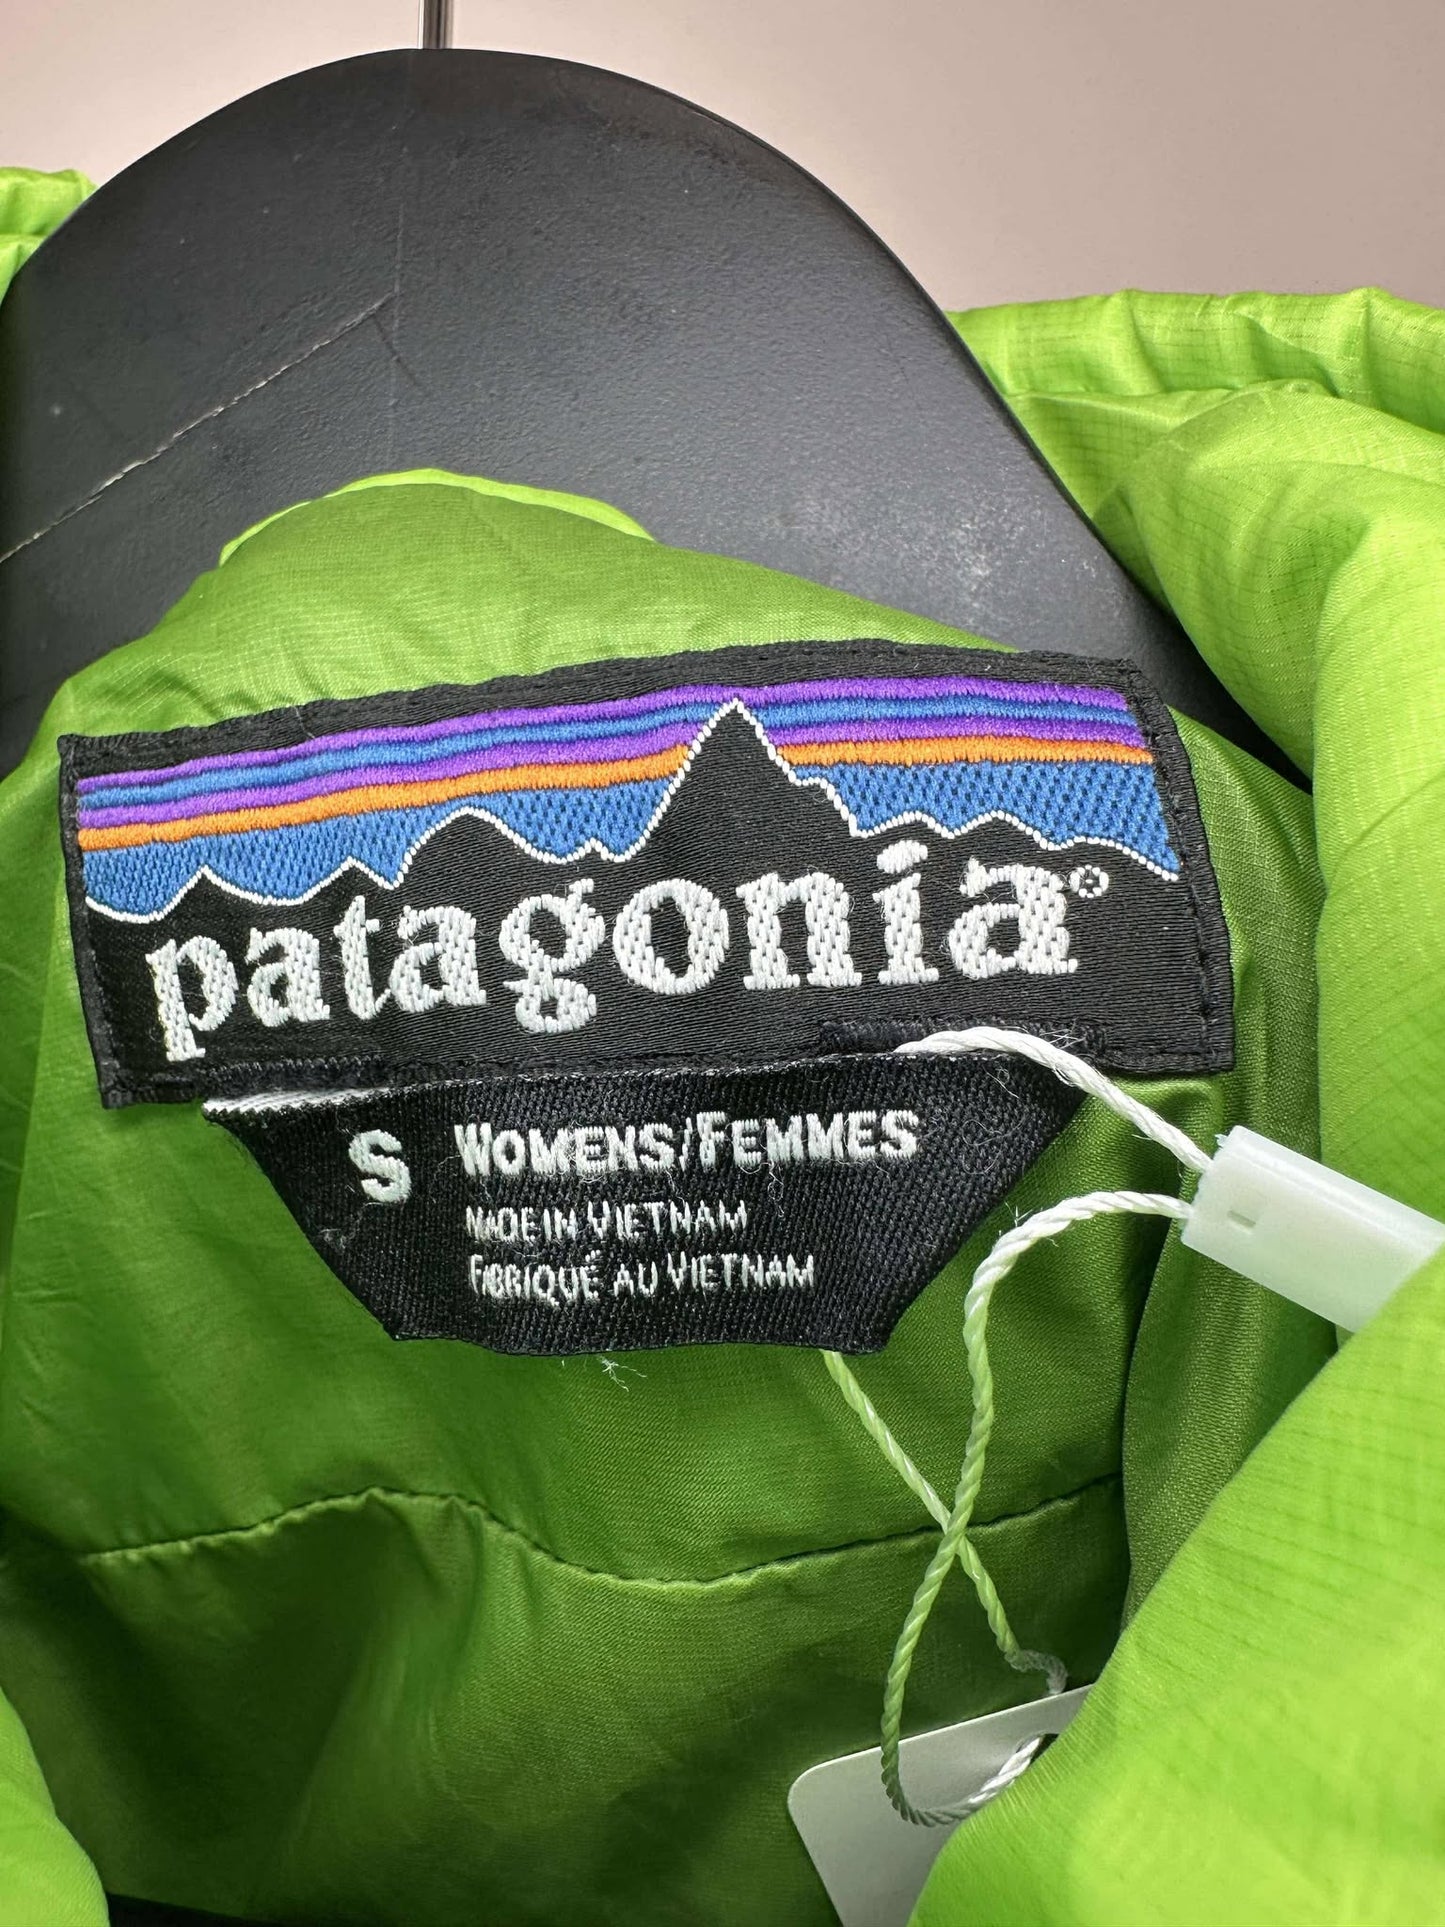 patagonia®
S WOMENS/FEMMES
MADE IN VIETNAM
FABRIQUÉ AU VIETNAM